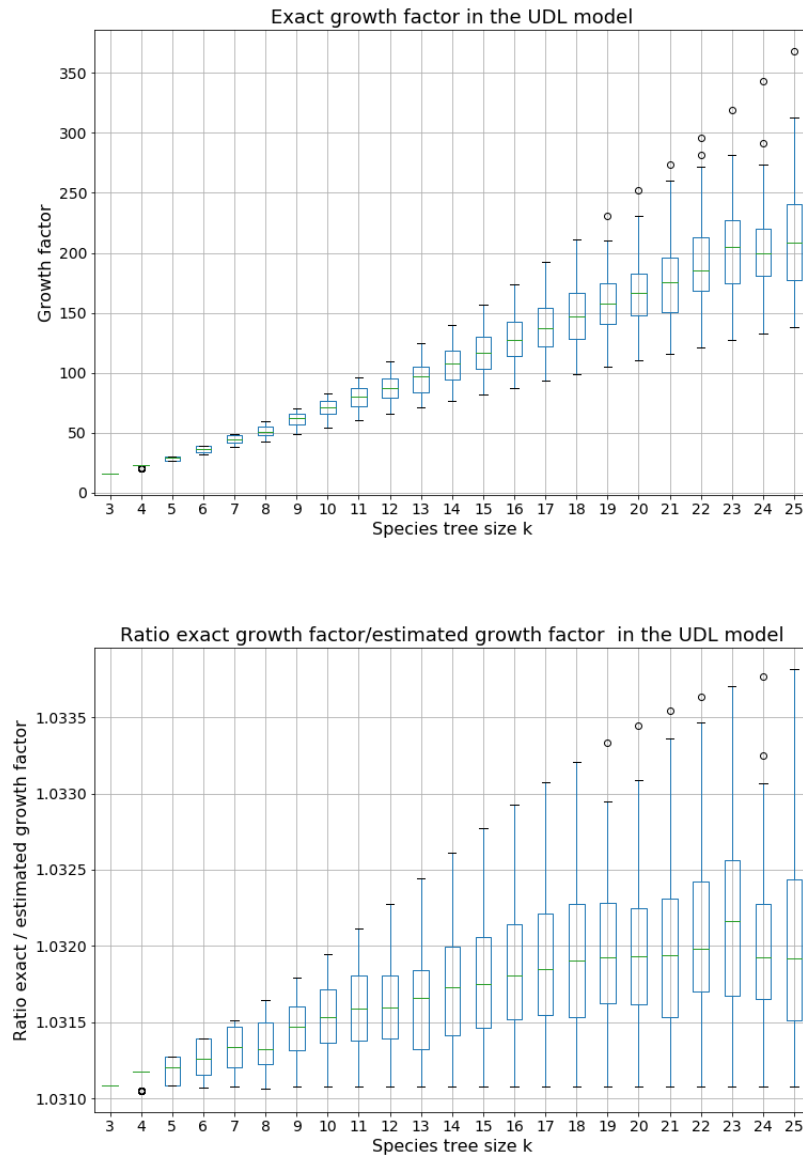 Exact growth factor in the UDL model
350
300
250
200
150
100
50
0
Growth factor
3 4 5 6 7 8 9 10 11 12 13 14 15 16 17 18 19 20 21 22 23 24 25
Species tree size k
Ratio exact growth factor/estimated growth factor  in the UDL model
1.0335
1.0330
1.0325
1.0320
1.0315
1.0310
Ratio exact / estimated growth factor
3 4 5 6 7 8 9 10 11 12 13 14 15 16 17 18 19 20 21 22 23 24 25
Species tree size k